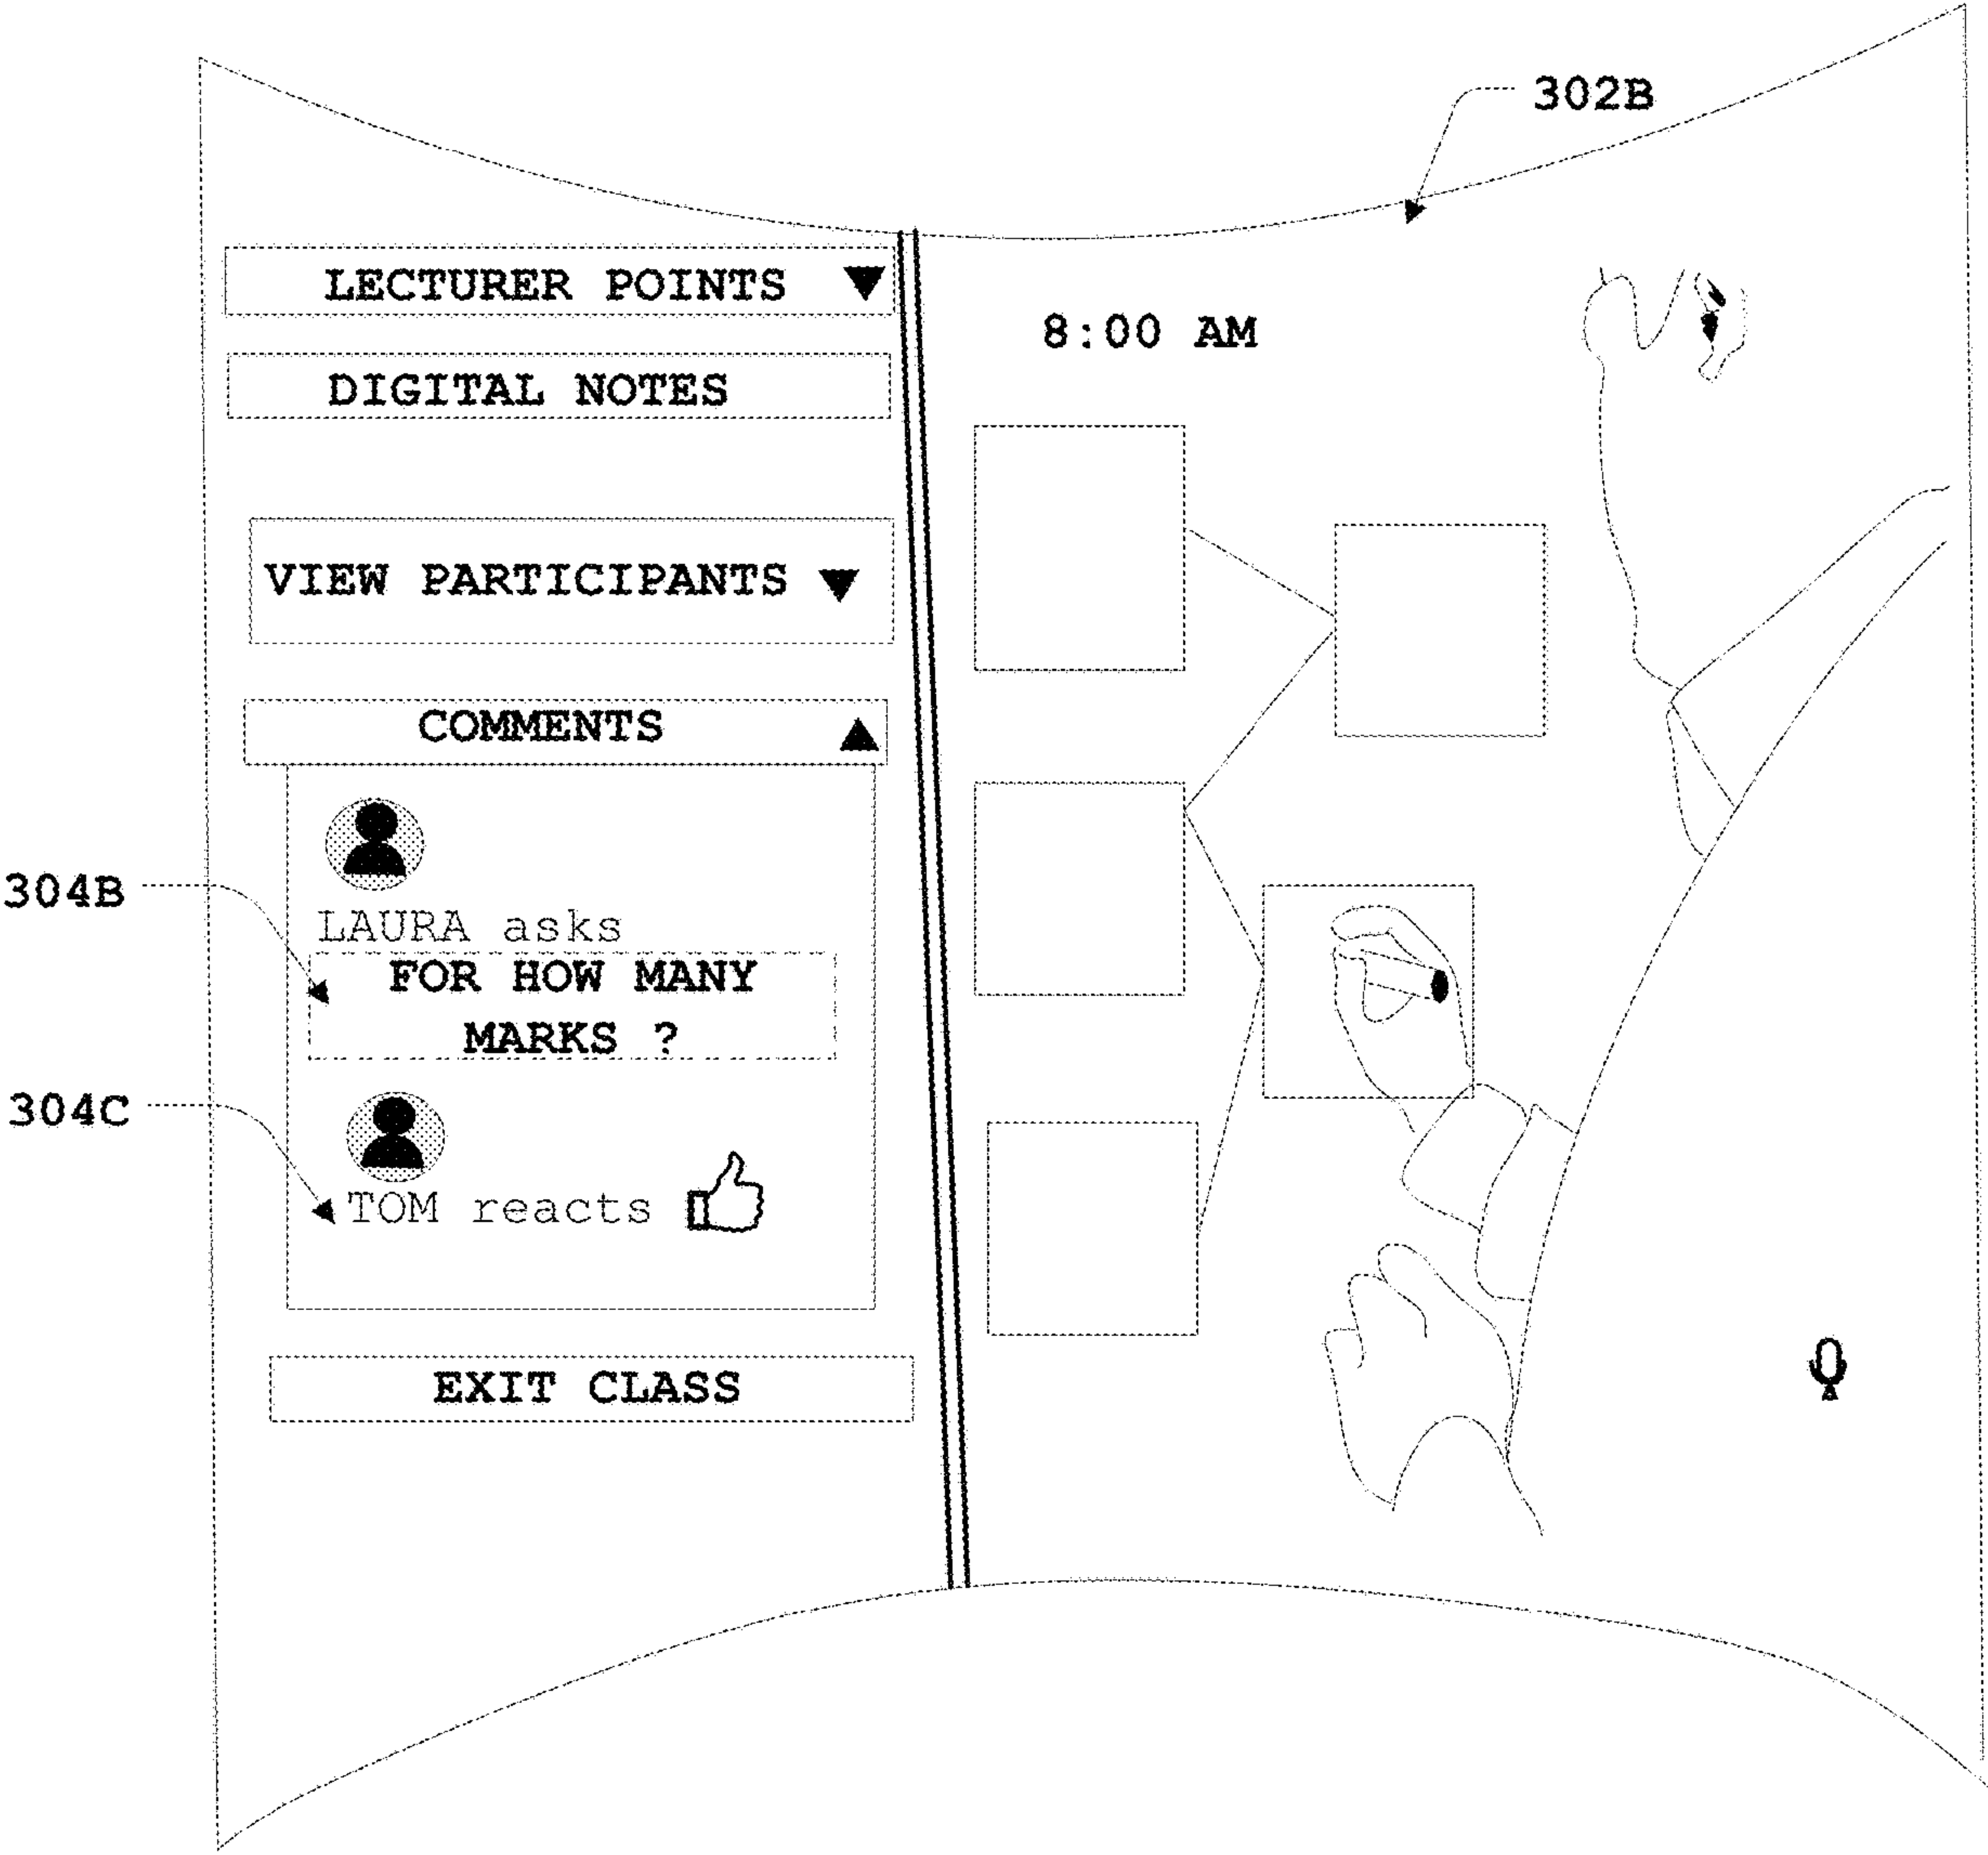 302B
LECTURER POINTS ▼
8:00 AM
DIGITAL NOTES
VIEW PARTICIPANTS ▼
COMMENTS ▲
304B
LAURA asks
FOR HOW MANY
MARKS ?
304C
TOM reacts
EXIT CLASS